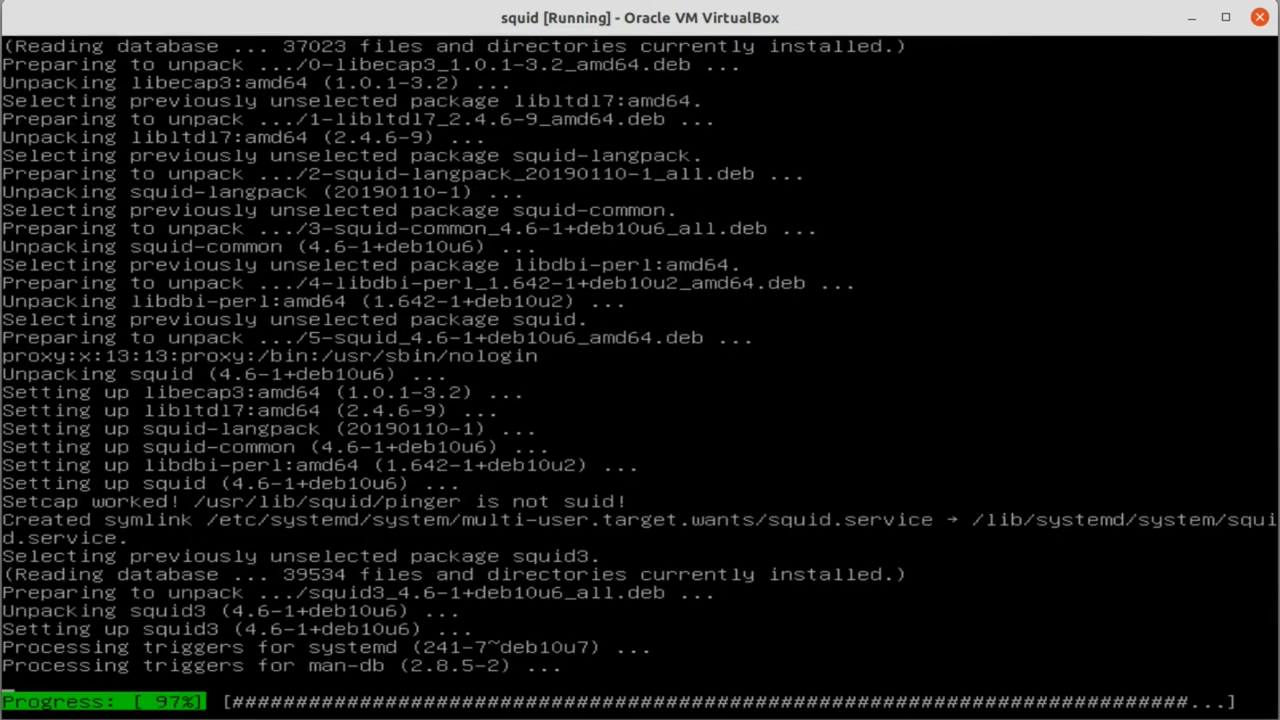 squid [Running] - Oracle VM VirtualBox
(Reading database ... 37023 files and directories currently installed.)
Preparing to unpack .../0-libecap3_1.0.1-3.2_amd64.deb ...
Unpacking libecap3:amd64 (1.0.1-3.2) ...
Selecting previously unselected package libltdl7:amd64.
Preparing to unpack .../1-libltdl7_2.4.6-9_amd64.deb ...
Unpacking libltdl7:amd64 (2.4.6-9) ...
Selecting previously unselected package squid-langpack.
Preparing to unpack .../2-squid-langpack_20190110-1_all.deb ...
Unpacking squid-langpack (20190110-1) ...
Selecting previously unselected package squid-common.
Preparing to unpack .../3-squid-common_4.6-1+deb10u6_all.deb ...
Unpacking squid-common (4.6-1+deb10u6) ...
Selecting previously unselected package libdbi-perl:amd64.
Preparing to unpack .../4-libdbi-perl_1.642-1+deb10u2_amd64.deb ...
Unpacking libdbi-perl:amd64 (1.642-1+deb10u2) ...
Selecting previously unselected package squid.
Preparing to unpack .../5-squid_4.6-1+deb10u6_amd64.deb ...
proxy:x:13:13:proxy:/bin:/usr/sbin/nologin
Unpacking squid (4.6-1+deb10u6) ...
Setting up libecap3:amd64 (1.0.1-3.2) ...
Setting up libltdl7:amd64 (2.4.6-9) ...
Setting up squid-langpack (20190110-1) ...
Setting up squid-common (4.6-1+deb10u6) ...
Setting up libdbi-perl:amd64 (1.642-1+deb10u2) ...
Setting up squid (4.6-1+deb10u6) ...
Setcap worked! /usr/lib/squid/pinger is not suid!
Created symlink /etc/systemd/system/multi-user.target.wants/squid.service → /lib/systemd/system/squi
d.service.
Selecting previously unselected package squid3.
(Reading database ... 39534 files and directories currently installed.)
Preparing to unpack .../squid3_4.6-1+deb10u6_all.deb ...
Unpacking squid3 (4.6-1+deb10u6) ...
Setting up squid3 (4.6-1+deb10u6) ...
Processing triggers for systemd (241-7~deb10u7) ...
Processing triggers for man-db (2.8.5-2) ...
Progress: [ 97%] [###########################################################################...]